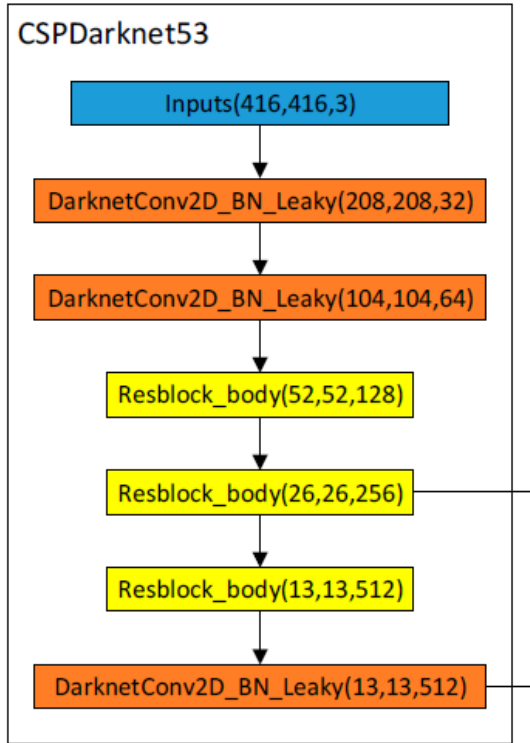 CSPDarknet53
Inputs(416,416,3)
DarknetConv2D_BN_Leaky(208,208,32)
DarknetConv2D_BN_Leaky(104,104,64)
Resblock_body(52,52,128)
Resblock_body(26,26,256)
Resblock_body(13,13,512)
DarknetConv2D_BN_Leaky(13,13,512)